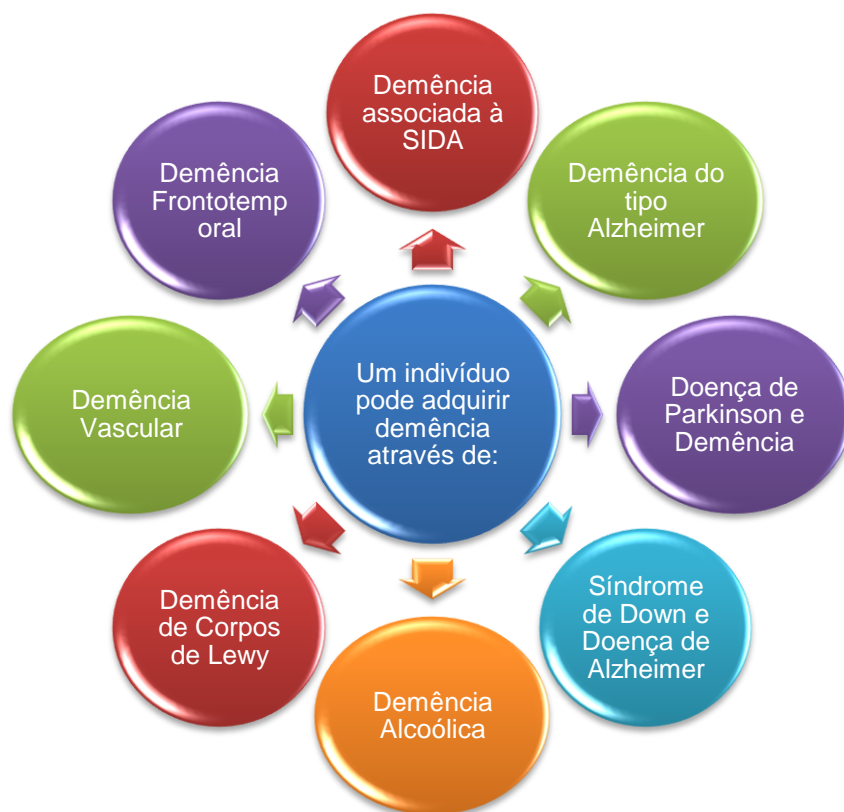 Demência
associada à
SIDA
Demência do
tipo
Alzheimer
Doença de
Parkinson e
Demência
Síndrome
de Down e
Doença de
Alzheimer
Demência
Alcoólica
Demência
de Corpos
de Lewy
Demência
Vascular
Demência
Frontotemp
oral
Um indivíduo
pode adquirir
demência
através de: